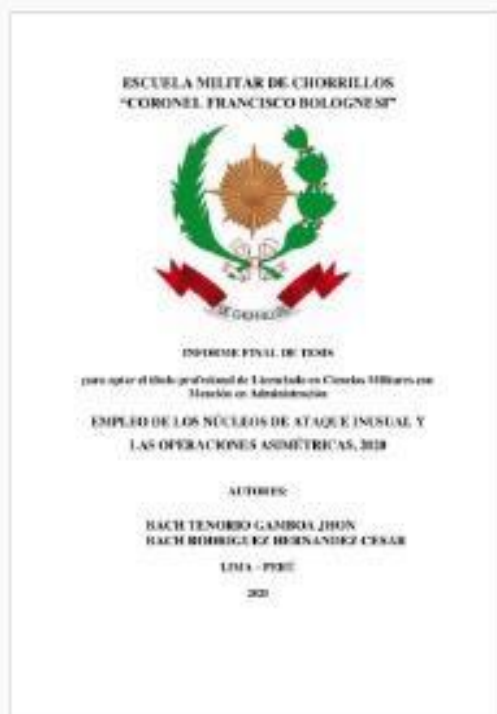 ESCUELA MILITAR DE CHORRILLOS
“CORONEL FRANCISCO BOLOGNESI”
DE CHORRILLOS
INFORME FINAL DE TESIS
para optar el título profesional de Licenciado en Ciencias Militares con
Mención en Administración
EMPLEO DE LOS NÚCLEOS DE ATAQUE INUSUAL Y
LAS OPERACIONES ASIMÉTRICAS, 2020
AUTORES:
BACH TENORIO GAMBOA JHON
BACH RODRIGUEZ HERNANDEZ CESAR
LIMA - PERÚ